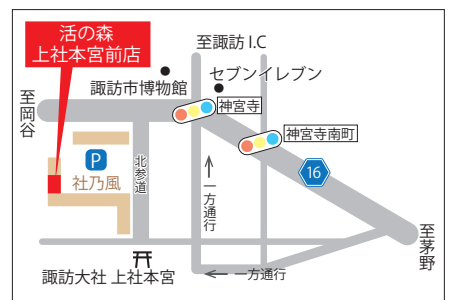 活の森
上社本宮前店
至諏訪 I.C
セブンイレブン
諏訪市博物館
神宮寺
至岡谷
神宮寺南町
P
社乃風
北参道
16
一方通行
至茅野
一方通行
諏訪大社 上社本宮